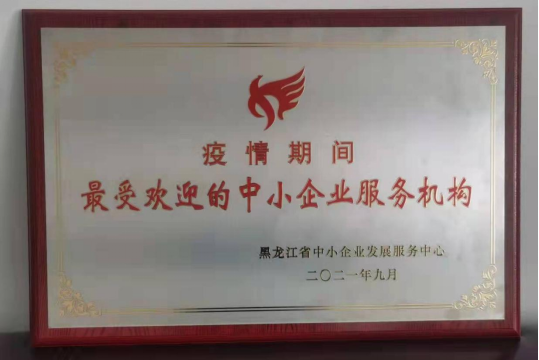 疫情期间
最受欢迎的中小企业服务机构
黑龙江省中小企业发展服务中心
二〇二一年九月